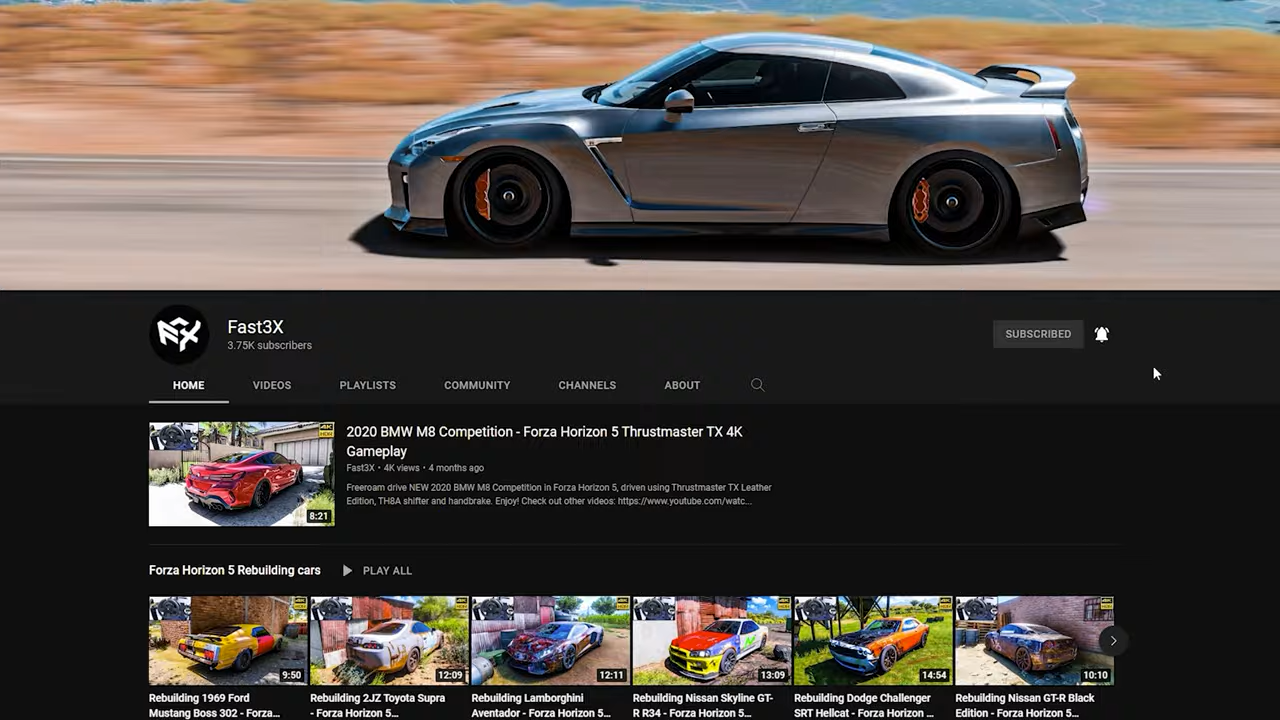 Fast3X
3.75K subscribers
SUBSCRIBED
HOME
VIDEOS
PLAYLISTS
COMMUNITY
CHANNELS
ABOUT
2020 BMW M8 Competition - Forza Horizon 5 Thrustmaster TX 4K
Gameplay
Fast3X • 4K views • 4 months ago
Freeroam drive NEW 2020 BMW M8 Competition in Forza Horizon 5, driven using Thrustmaster TX Leather
Edition, TH8A shifter and handbrake. Enjoy! Check out other videos: https://www.youtube.com/watc...
4K
HDR
8:21
Forza Horizon 5 Rebuilding cars
PLAY ALL
9:50
12:09
12:11
13:09
14:54
10:10
Rebuilding 1969 Ford
Mustang Boss 302 - Forza...
Rebuilding 2JZ Toyota Supra
- Forza Horizon 5...
Rebuilding Lamborghini
Aventador - Forza Horizon 5...
Rebuilding Nissan Skyline GT-
R R34 - Forza Horizon 5...
Rebuilding Dodge Challenger
SRT Hellcat - Forza Horizon ...
Rebuilding Nissan GT-R Black
Edition - Forza Horizon 5...